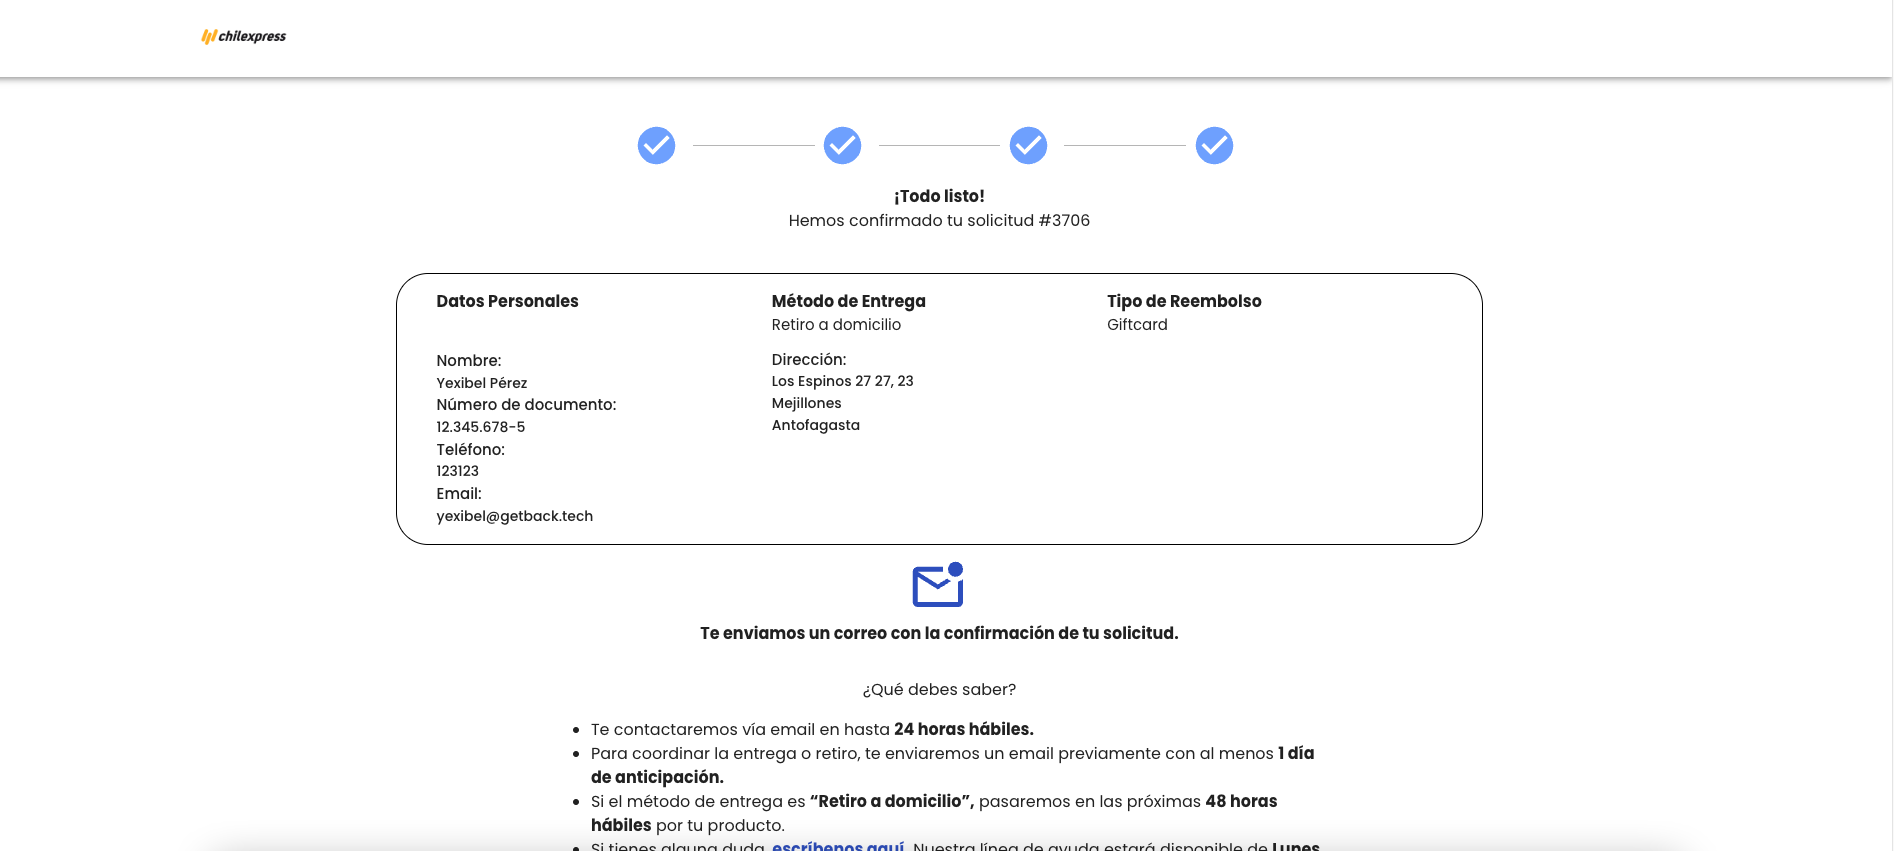 chilexpress
¡Todo listo!
Hemos confirmado tu solicitud #3706
Datos Personales
Nombre:
Yexibel Pérez
Número de documento:
12.345.678-5
Teléfono:
123123
Email:
yexibel@getback.tech
Método de Entrega
Retiro a domicilio
Dirección:
Los Espinos 27 27, 23
Mejillones
Antofagasta
Tipo de Reembolso
Giftcard
Te enviamos un correo con la confirmación de tu solicitud.
¿Qué debes saber?
Te contactaremos vía email en hasta 24 horas hábiles.
Para coordinar la entrega o retiro, te enviaremos un email previamente con al menos 1 día
de anticipación.
Si el método de entrega es “Retiro a domicilio”, pasaremos en las próximas 48 horas
hábiles por tu producto.
Si tienes alguna duda, escríbenos aquí. Nuestra línea de ayuda estará disponible de Lunes